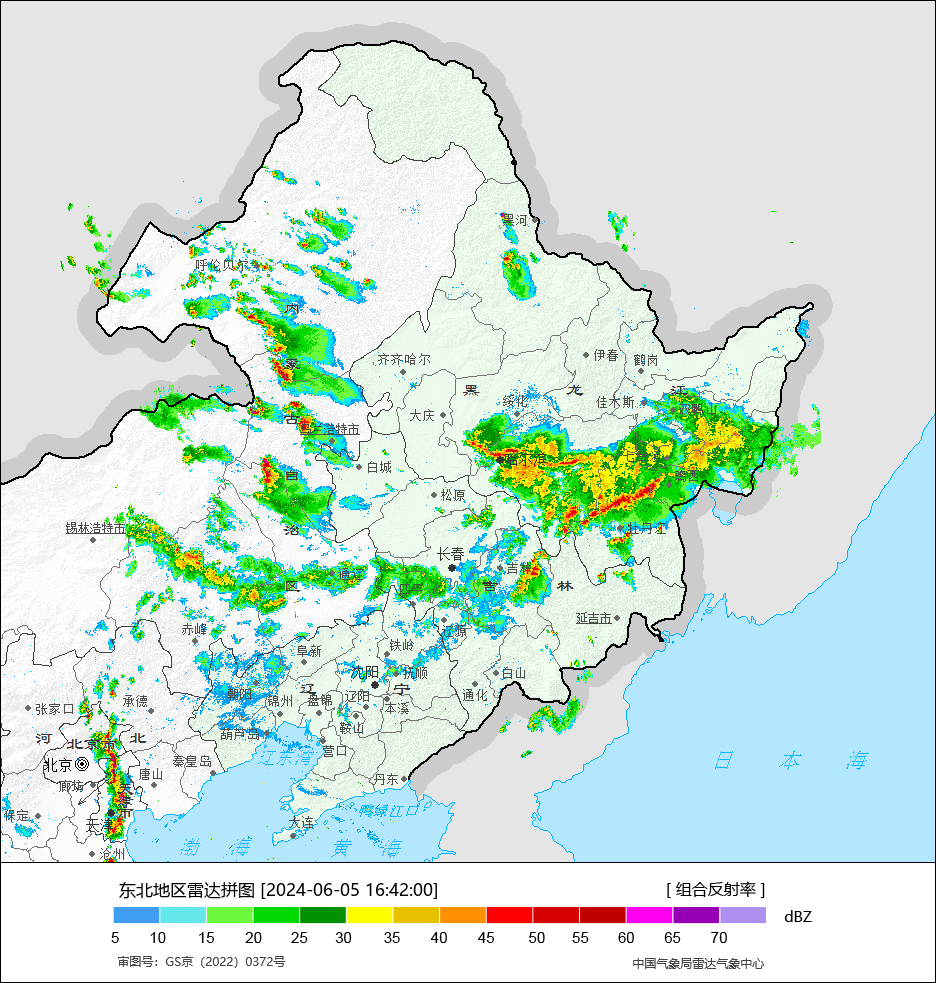 黑河
呼伦贝尔
内
齐齐哈尔
伊春
鹤岗
蒙
黑
龙
江
绥化
佳木斯
双鸭山
大庆
古
乌兰浩特市
哈尔滨
白城
自
鸡西
松原
治
锡林浩特市
牡丹江
长春
吉林
通辽
四平
吉
林
区
延吉市
赤峰
辽源
铁岭
阜新
沈阳
抚顺
白山
朝阳
辽
宁
通化
锦州
盘锦
辽阳
本溪
承德
张家口
葫芦岛
鞍山
河
北京市
北
营口
辽东湾
日 本 海
北京
秦皇岛
唐山
丹东
廊坊
天津市
鸭绿江口
保定
天津
大连
沧州
渤 海
黄 海
东北地区雷达拼图 [2024-06-05 16:42:00]
[ 组合反射率 ]
dBZ
5 10 15 20 25 30 35 40 45 50 55 60 65 70
审图号：GS京（2022）0372号
中国气象局雷达气象中心